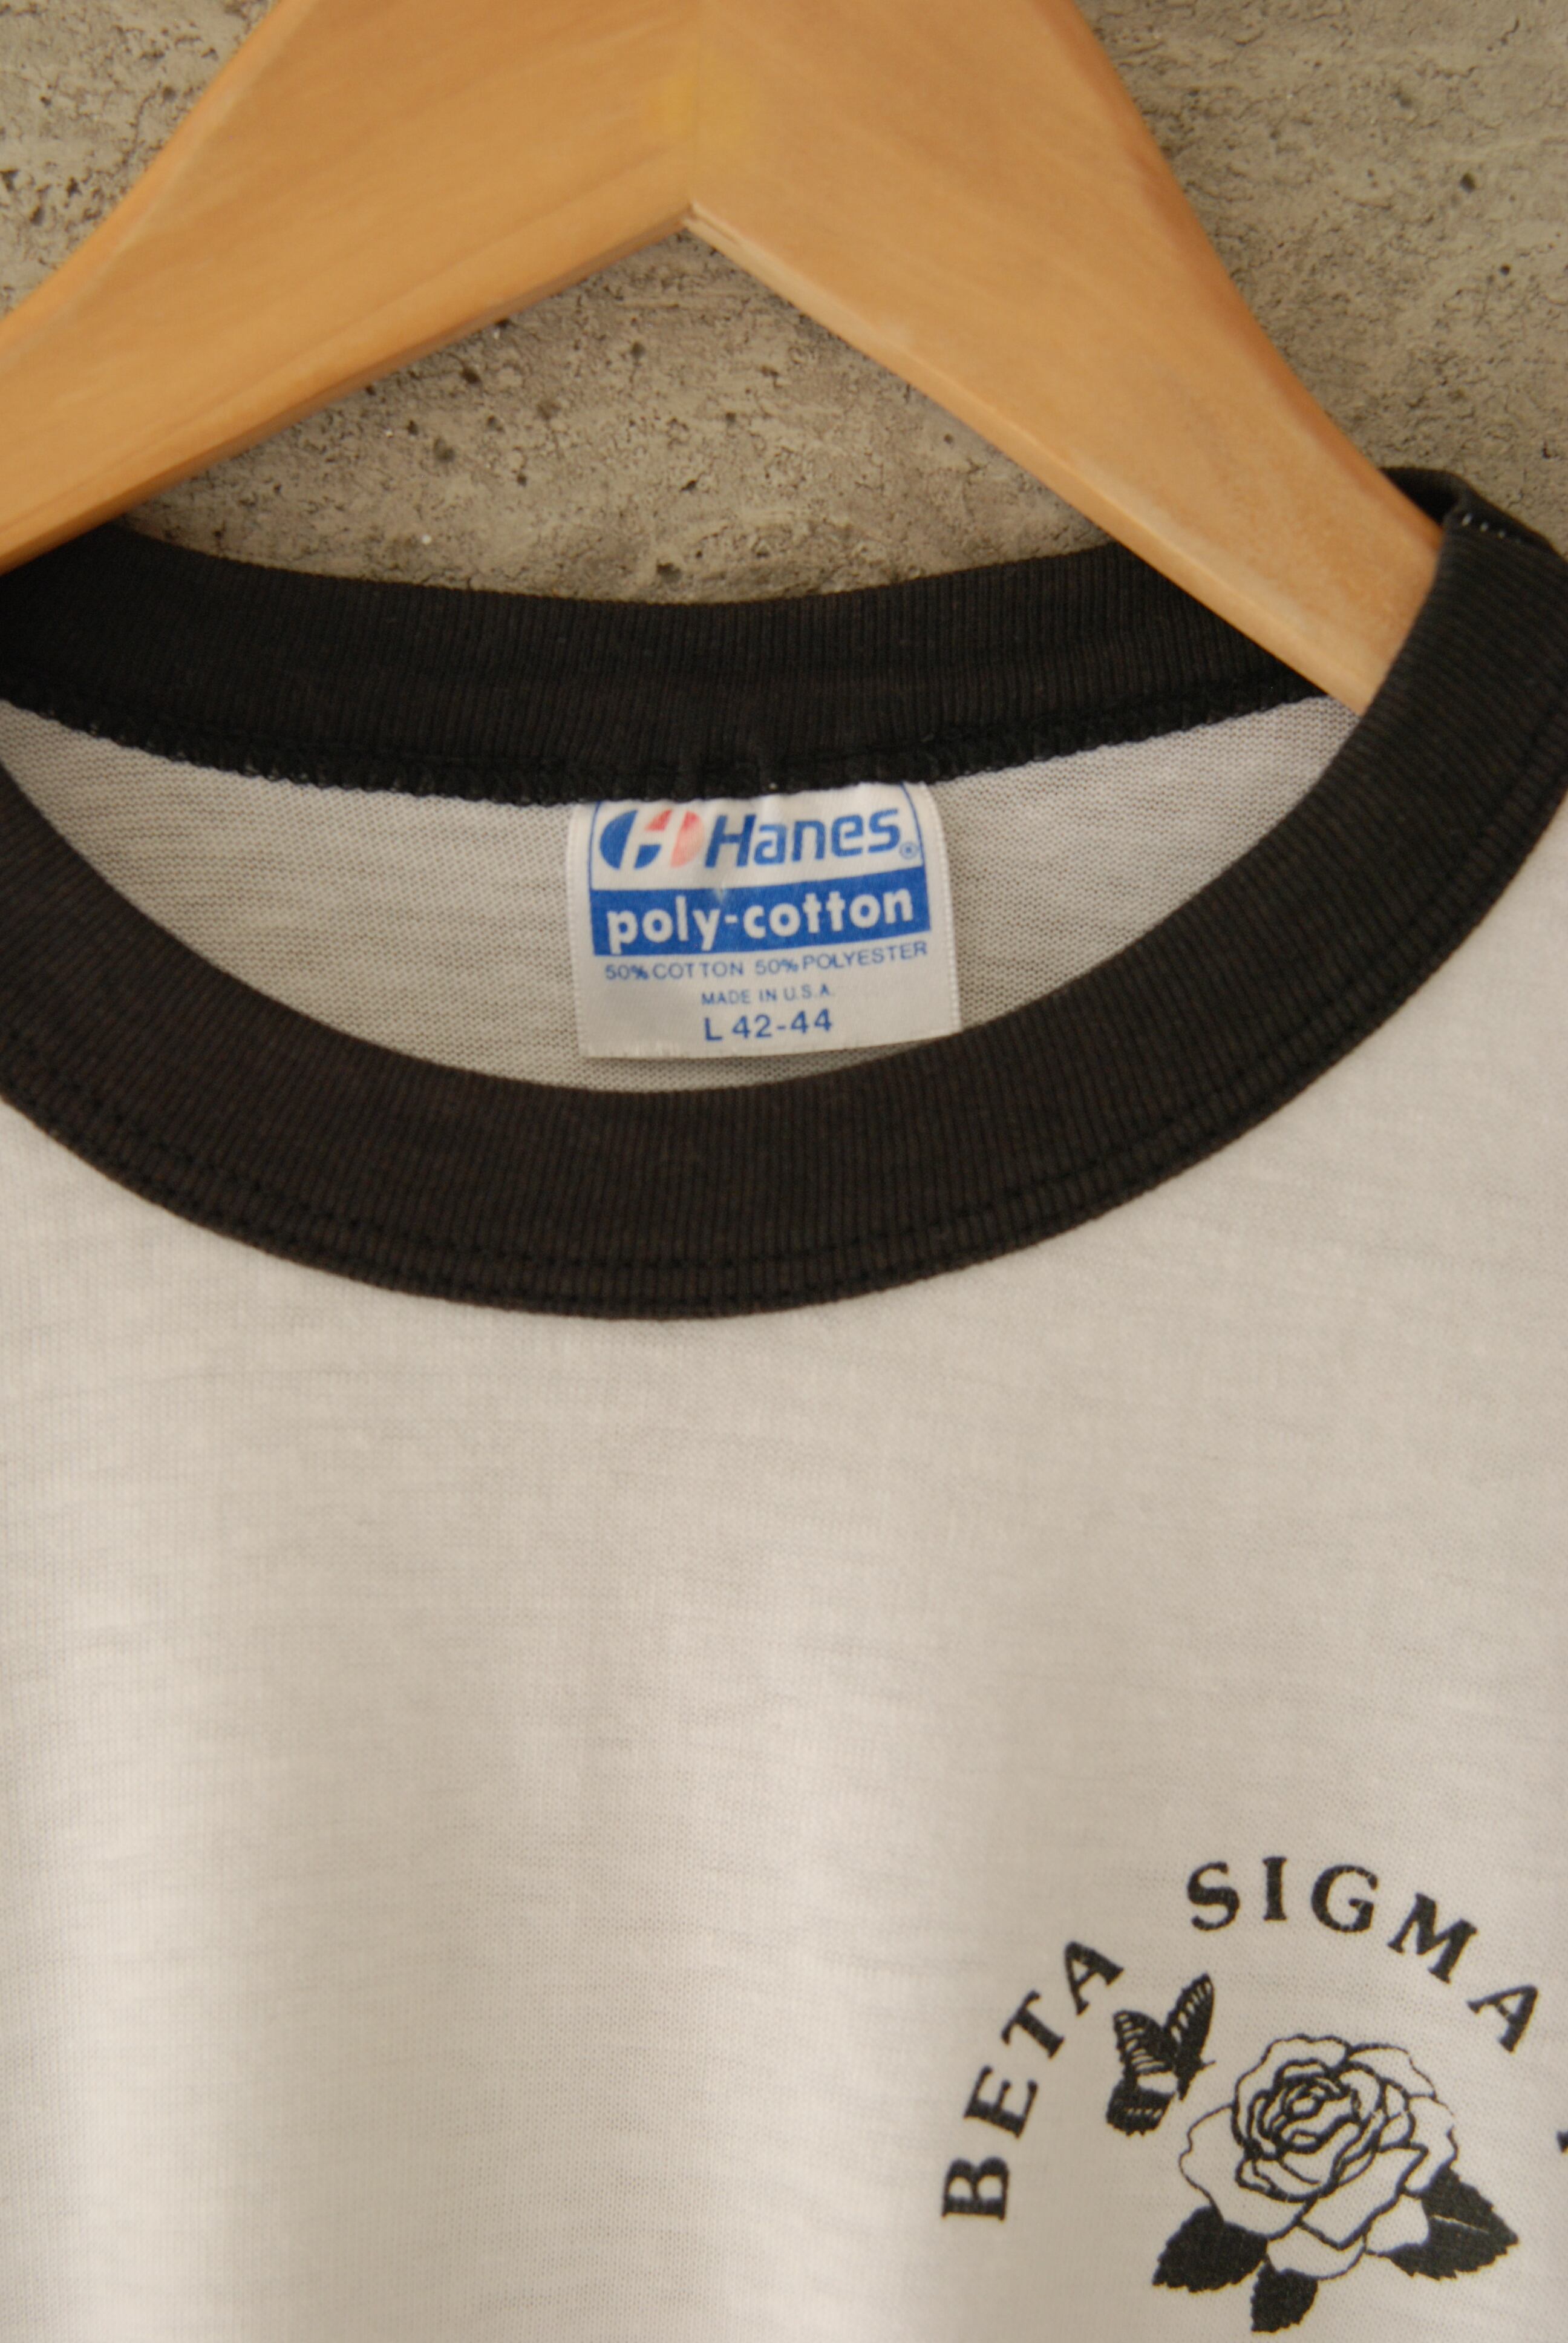 Hanes®
poly-cotton
50% COTTON 50% POLYESTER
MADE IN U.S.A.
L 42-44
BETA SIGMA